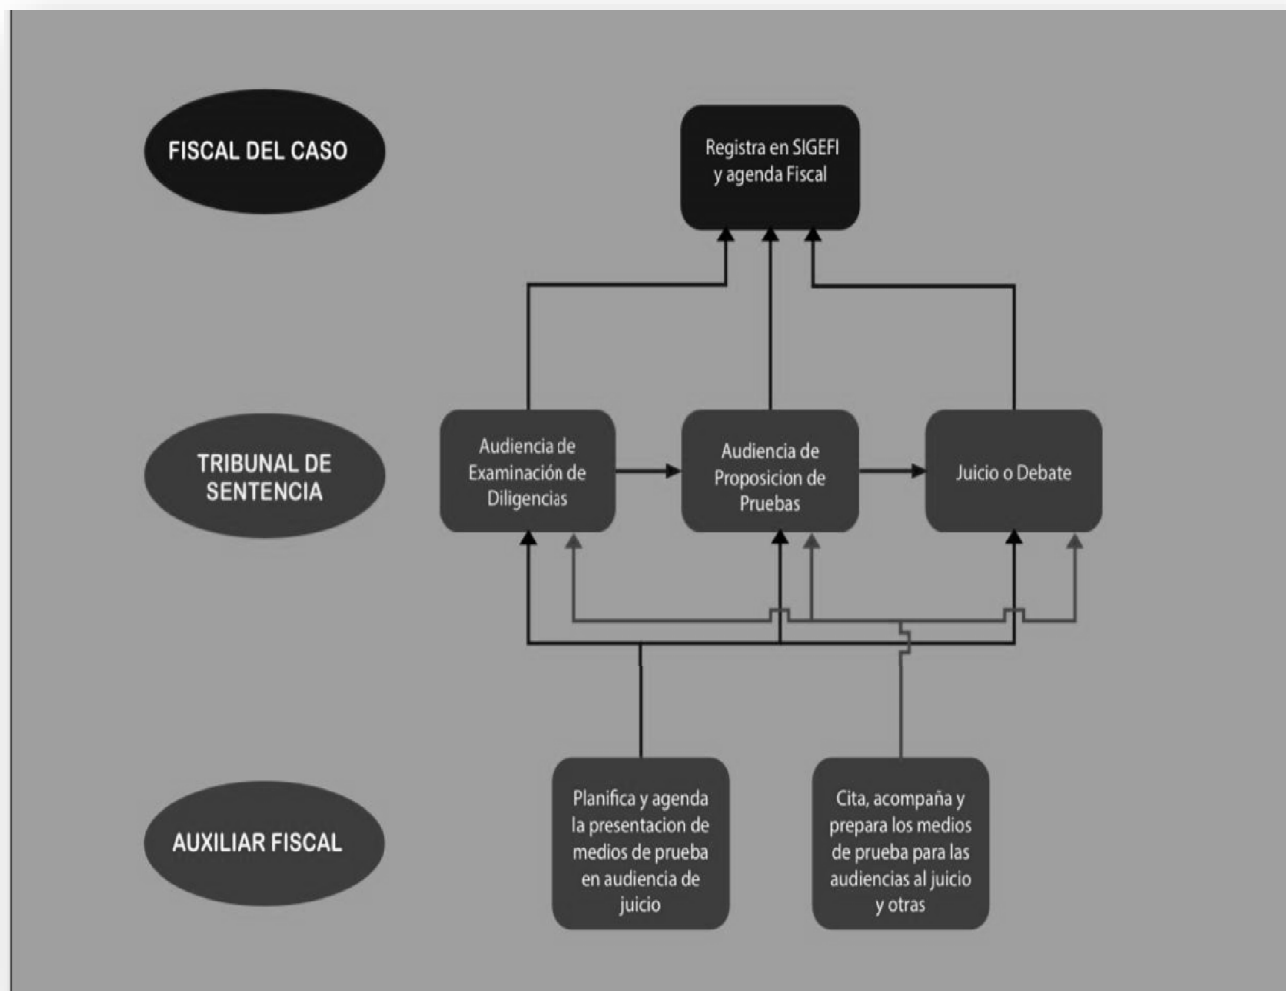 FISCAL DEL CASO
Registra en SIGEFI
y agenda Fiscal
TRIBUNAL DE
SENTENCIA
Audiencia de
Examinación de
Diligencias
Audiencia de
Proposicion de
Pruebas
Juicio o Debate
AUXILIAR FISCAL
Planifica y agenda
la presentacion de
medios de prueba
en audiencia de
juicio
Cita, acompaña y
prepara los medios
de prueba para las
audiencias al juicio
y otras